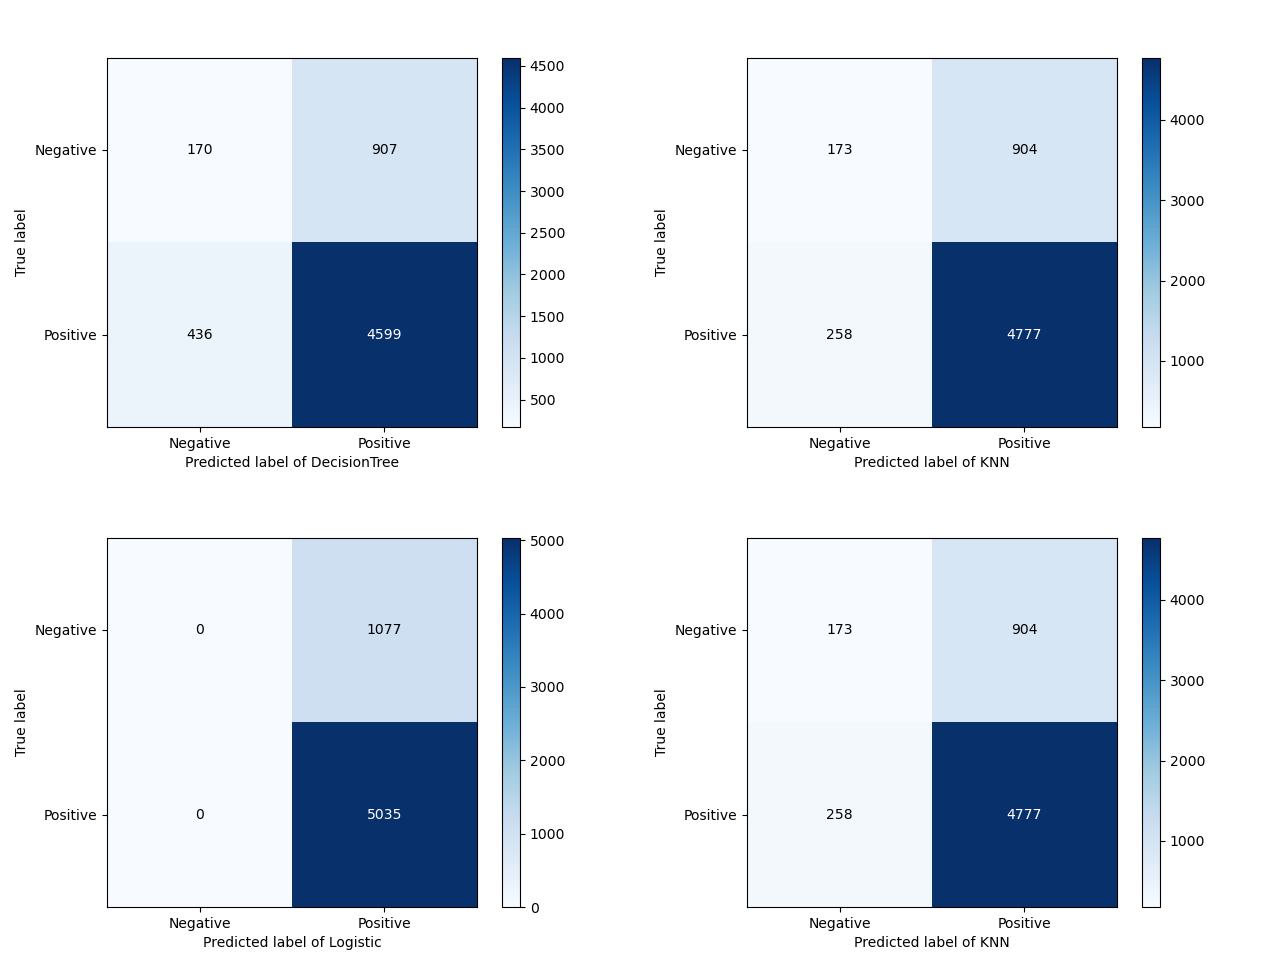 4500
4000
3500
3000
2500
2000
1500
1000
500
Negative
170
907
True label
Positive
436
4599
Negative
Positive
Predicted label of DecisionTree
4000
3000
2000
1000
Negative
173
904
True label
Positive
258
4777
Negative
Positive
Predicted label of KNN
5000
4000
3000
2000
1000
0
Negative
0
1077
True label
Positive
0
5035
Negative
Positive
Predicted label of Logistic
4000
3000
2000
1000
Negative
173
904
True label
Positive
258
4777
Negative
Positive
Predicted label of KNN